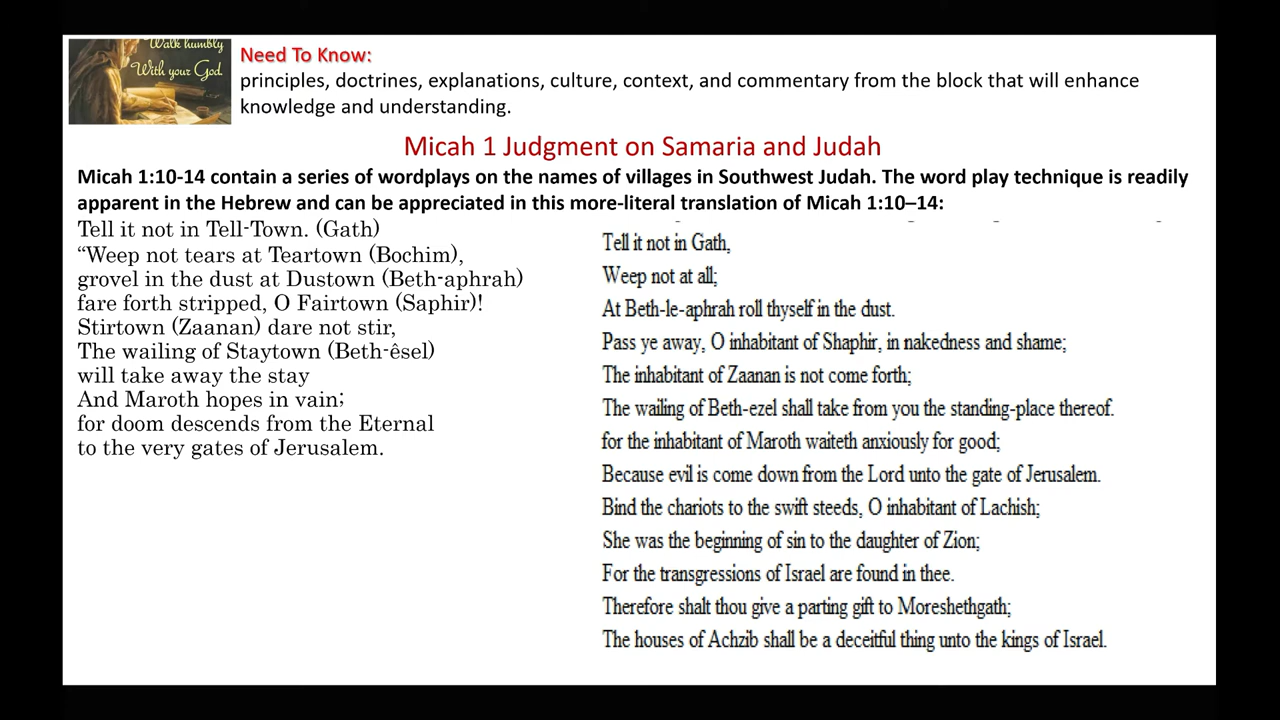 Walk humbly
With your God.
Need To Know:
principles, doctrines, explanations, culture, context, and commentary from the block that will enhance
knowledge and understanding.
Micah 1 Judgment on Samaria and Judah
Micah 1:10-14 contain a series of wordplays on the names of villages in Southwest Judah. The word play technique is readily
apparent in the Hebrew and can be appreciated in this more-literal translation of Micah 1:10–14:
Tell it not in Tell-Town. (Gath)
“Weep not tears at Teartown (Bochim),
grovel in the dust at Dustown (Beth-aphrah)
fare forth stripped, O Fairtown (Saphir)!
Stirtown (Zaanan) dare not stir,
The wailing of Staytown (Beth-êsel)
will take away the stay
And Maroth hopes in vain;
for doom descends from the Eternal
to the very gates of Jerusalem.
Tell it not in Gath,
Weep not at all;
At Beth-le-aphrah roll thyself in the dust.
Pass ye away, O inhabitant of Shaphir, in nakedness and shame;
The inhabitant of Zaanan is not come forth;
The wailing of Beth-ezel shall take from you the standing-place thereof.
for the inhabitant of Maroth waiteth anxiously for good;
Because evil is come down from the Lord unto the gate of Jerusalem.
Bind the chariots to the swift steeds, O inhabitant of Lachish;
She was the beginning of sin to the daughter of Zion;
For the transgressions of Israel are found in thee.
Therefore shalt thou give a parting gift to Moreshethgath;
The houses of Achzib shall be a deceitful thing unto the kings of Israel.